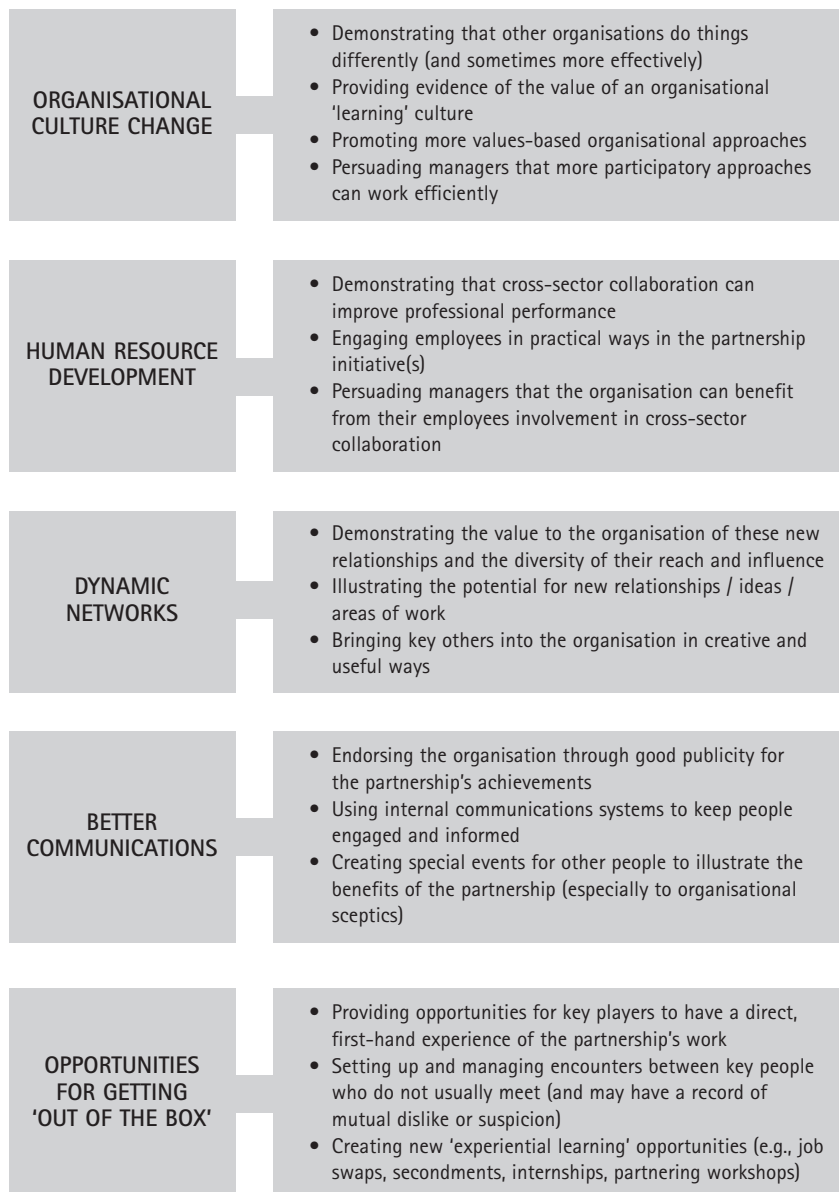 ORGANISATIONAL
CULTURE CHANGE
• Demonstrating that other organisations do things
differently (and sometimes more effectively)
• Providing evidence of the value of an organisational
'learning' culture
• Promoting more values-based organisational approaches
• Persuading managers that more participatory approaches
can work efficiently
HUMAN RESOURCE
DEVELOPMENT
• Demonstrating that cross-sector collaboration can
improve professional performance
• Engaging employees in practical ways in the partnership
initiative(s)
• Persuading managers that the organisation can benefit
from their employees involvement in cross-sector
collaboration
DYNAMIC
NETWORKS
• Demonstrating the value to the organisation of these new
relationships and the diversity of their reach and influence
• Illustrating the potential for new relationships / ideas /
areas of work
• Bringing key others into the organisation in creative and
useful ways
BETTER
COMMUNICATIONS
• Endorsing the organisation through good publicity for
the partnership's achievements
• Using internal communications systems to keep people
engaged and informed
• Creating special events for other people to illustrate the
benefits of the partnership (especially to organisational
sceptics)
OPPORTUNITIES
FOR GETTING
'OUT OF THE BOX'
• Providing opportunities for key players to have a direct,
first-hand experience of the partnership's work
• Setting up and managing encounters between key people
who do not usually meet (and may have a record of
mutual dislike or suspicion)
• Creating new 'experiential learning' opportunities (e.g., job
swaps, secondments, internships, partnering workshops)